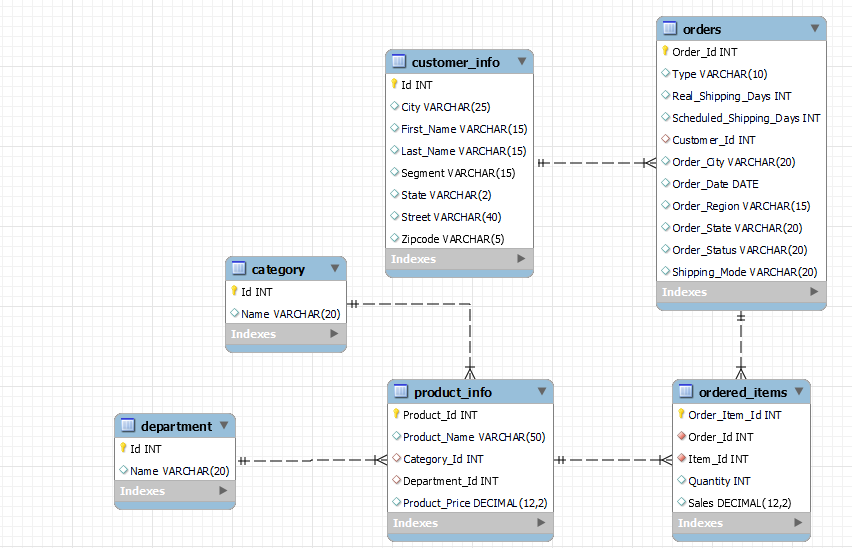 orders
Order_Id INT
Type VARCHAR(10)
Real_Shipping_Days INT
Scheduled_Shipping_Days INT
Customer_Id INT
Order_City VARCHAR(20)
Order_Date DATE
Order_Region VARCHAR(15)
Order_State VARCHAR(20)
Order_Status VARCHAR(20)
Shipping_Mode VARCHAR(20)
Indexes
customer_info
Id INT
City VARCHAR(25)
First_Name VARCHAR(15)
Last_Name VARCHAR(15)
Segment VARCHAR(15)
State VARCHAR(2)
Street VARCHAR(40)
Zipcode VARCHAR(5)
Indexes
category
Id INT
Name VARCHAR(20)
Indexes
department
Id INT
Name VARCHAR(20)
Indexes
product_info
Product_Id INT
Product_Name VARCHAR(50)
Category_Id INT
Department_Id INT
Product_Price DECIMAL(12,2)
Indexes
ordered_items
Order_Item_Id INT
Order_Id INT
Item_Id INT
Quantity INT
Sales DECIMAL(12,2)
Indexes